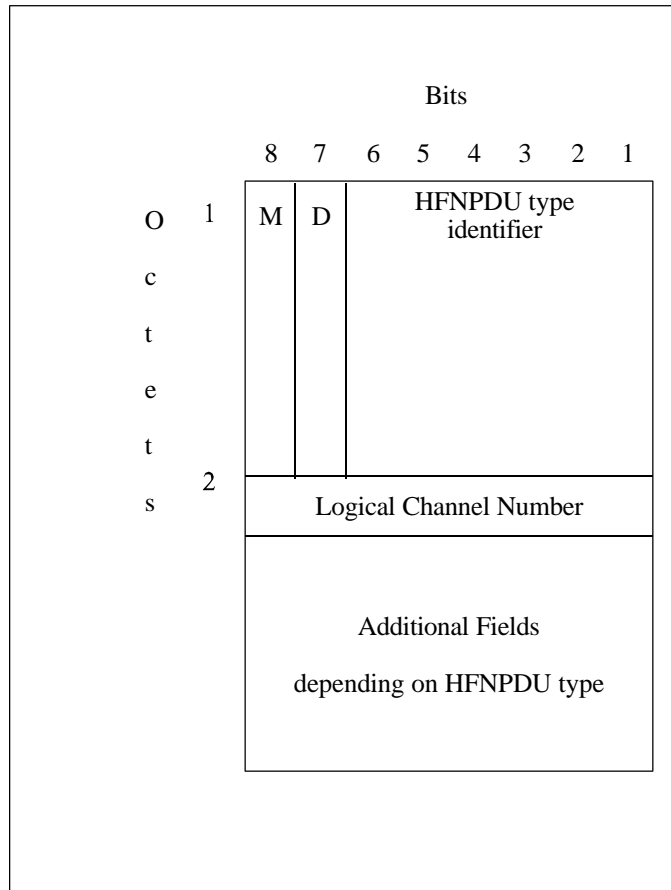 Bits
8 7 6 5 4 3 2 1
O
c
t
e
t
s
1
2
M D HFNPDU type
identifier
Logical Channel Number
Additional Fields
depending on HFNPDU type